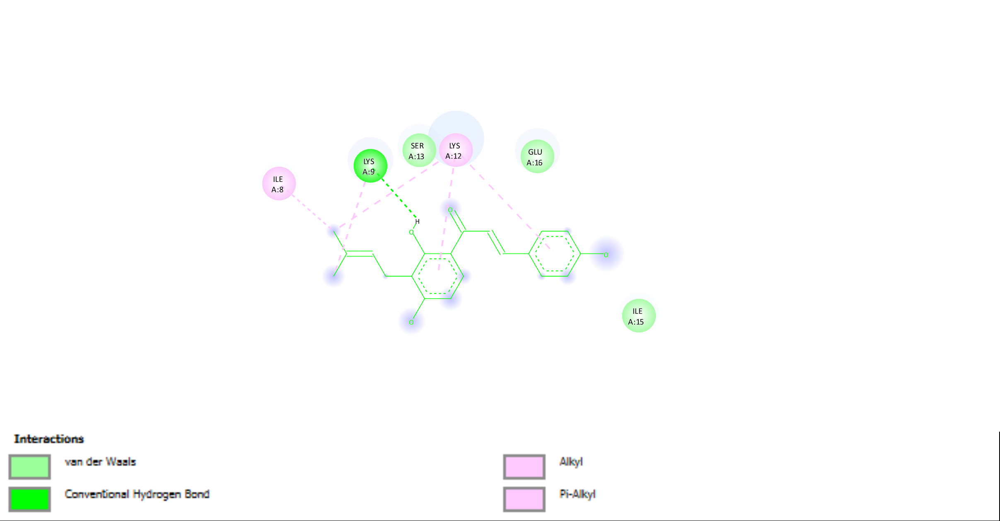 SER
A:13
LYS
A:12
GLU
A:16
LYS
A:9
ILE
A:8
O
H
O
O
O
ILE
A:15
Interactions
van der Waals
Conventional Hydrogen Bond
Alkyl
Pi-Alkyl